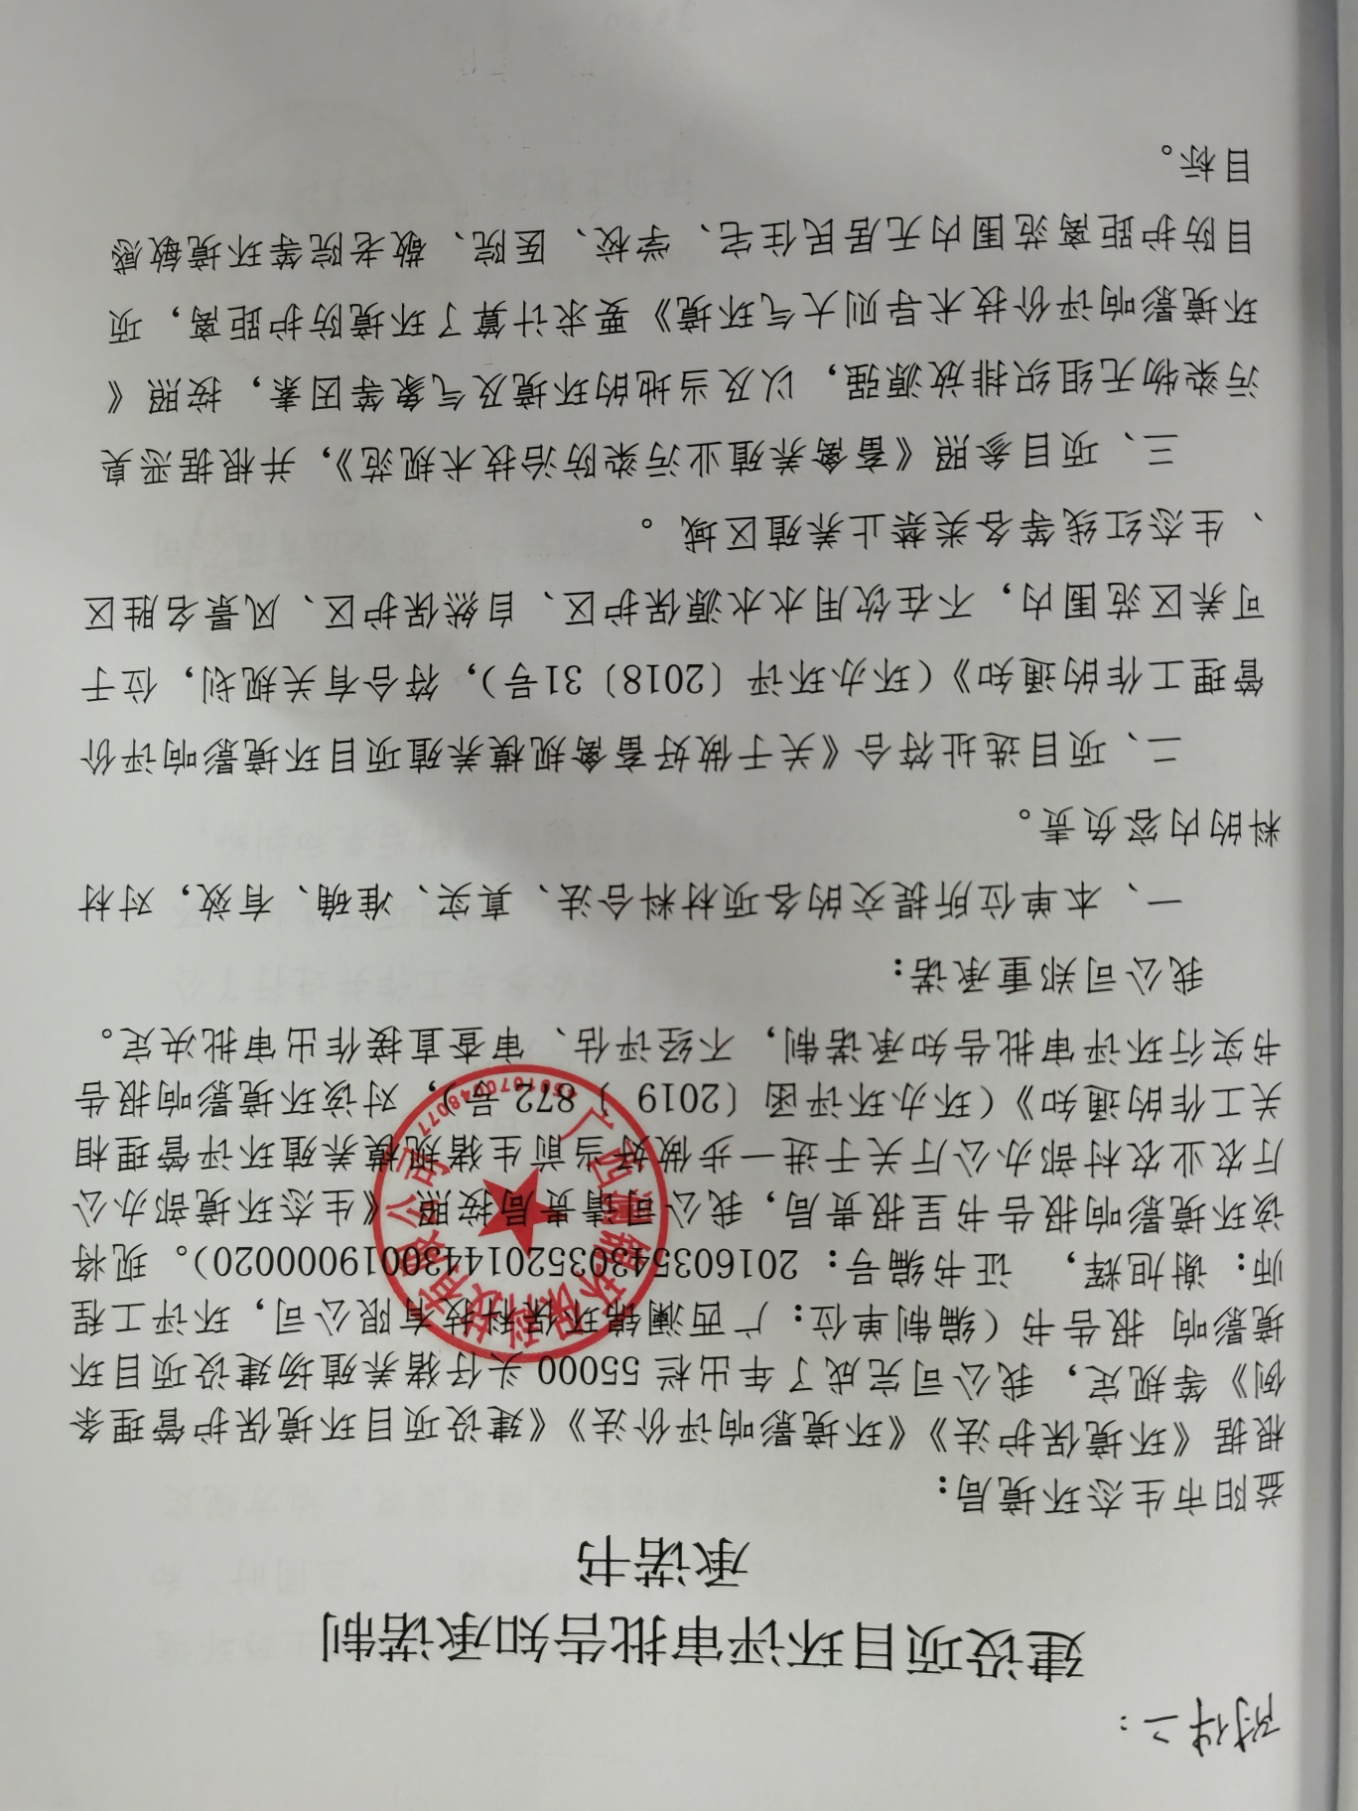 附件二：
建设项目环评审批告知承诺制
承诺书
益阳市生态环境局：
根据《环境保护法》《环境影响评价法》《建设项目环境保护管理条
例》等规定，我公司完成了年出栏55000头仔猪养殖场建设项目环
境影响 报告书（编制单位：广西澜锦环保科技有限公司，环评工程
师：谢旭辉， 证书编号：2016035430352014430019000020）。现将
该环境影响报告书呈报贵局，我公司请贵局按照《生态环境部办公
厅农业农村部办公厅关于进一步做好当前生猪规模养殖环评管理相
关工作的通知》（环办环评函〔2019 〕872号），对该环境影响报告
书实行环评审批告知承诺制，不经评估、审查直接作出审批决定。
我公司郑重承诺：
一、本单位所提交的各项材料合法、真实、准确、有效，对材
料的内容负责。
二、项目选址符合《关于做好畜禽规模养殖项目环境影响评价
管理工作的通知》（环办环评〔2018〕31号），符合有关规划，位于
可养区范围内，不在饮用水水源保护区、自然保护区、风景名胜区
、生态红线等各类禁止养殖区域 。
三、项目参照《畜禽养殖业污染防治技术规范》，并根据恶臭
污染物无组织排放源强，以及当地的环境及气象等因素，按照《
环境影响评价技术导则大气环境》要求计算了环境防护距离，项
目防护距离范围内无居民住宅、学校、医院、敬老院等环境敏感
目标。
广西澜锦环保科技有限公司